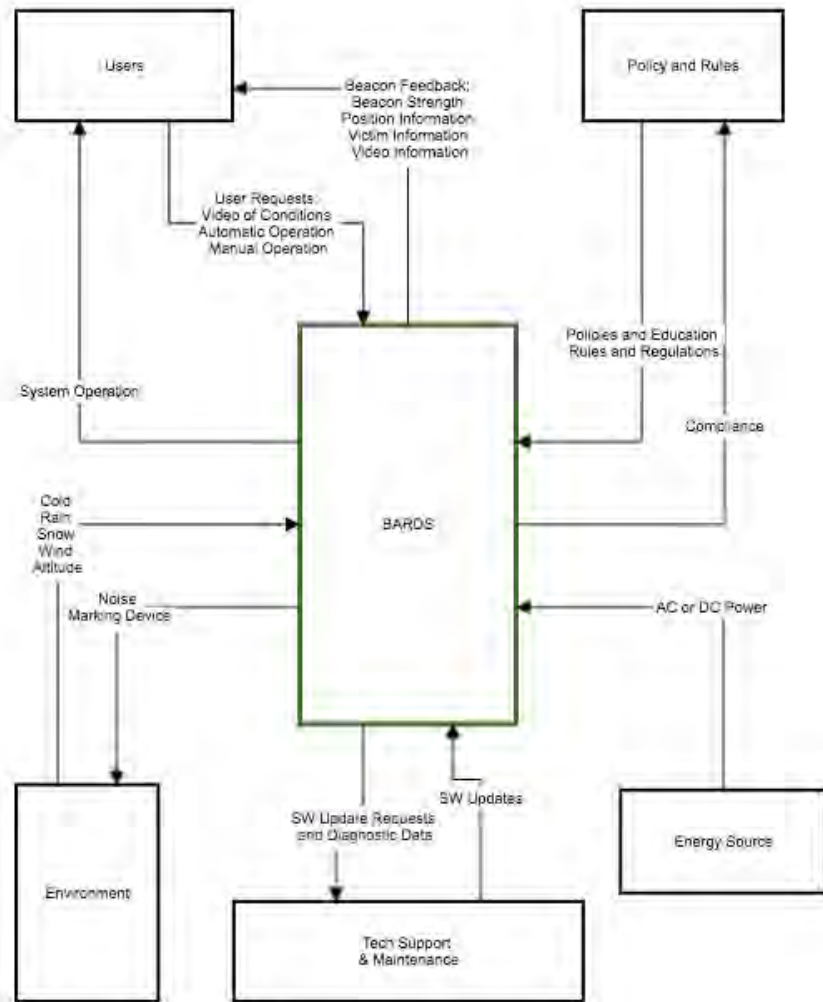 Users
Policy and Rules
Beacon Feedback:
Beacon Strength
Position Information
Victim Information
Video Information
User Requests
Video of Conditions
Automatic Operation
Manual Operation
Policies and Education
Rules and Regulations
System Operation
Compliance
Cold
Rain
Snow
Wind
Altitude
BARDS
Noise
Marking Device
AC or DC Power
SW Update Requests
and Diagnostic Data
SW Updates
Energy Source
Environment
Tech Support
& Maintenance